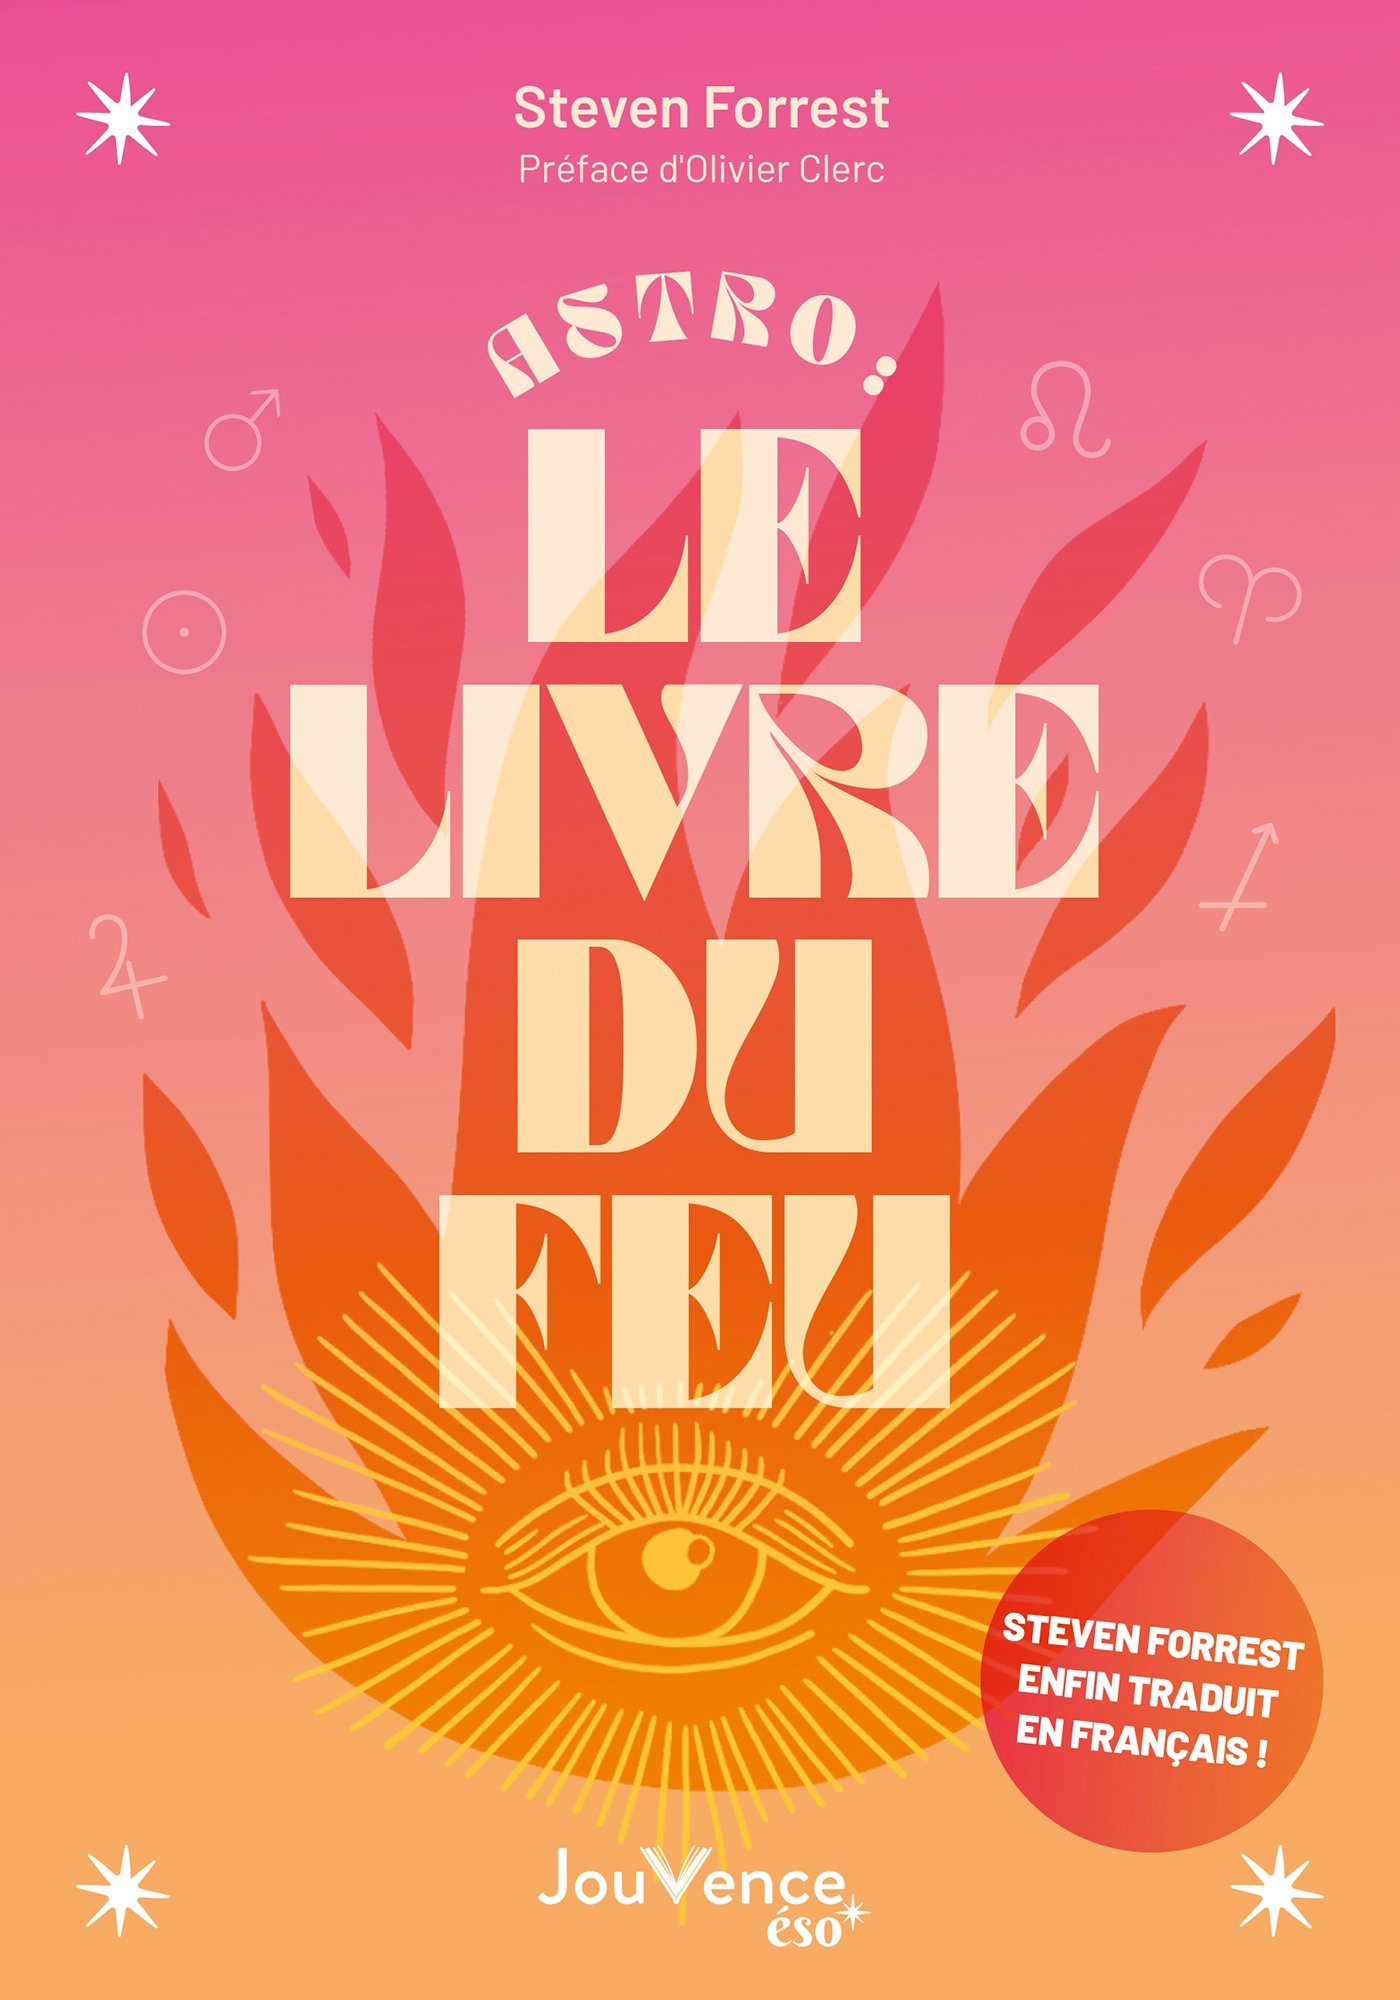 Steven Forrest
Préface d'Olivier Clerc
ASTRO :
LE
LIVRE
DU
FEU
STEVEN FORREST
ENFIN TRADUIT
EN FRANÇAIS !
Jouvence
éso